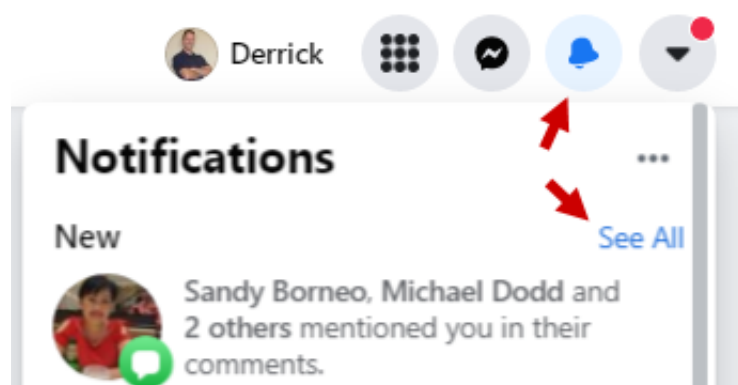 Derrick
Notifications
New
See All
Sandy Borneo, Michael Dodd and
2 others mentioned you in their
comments.